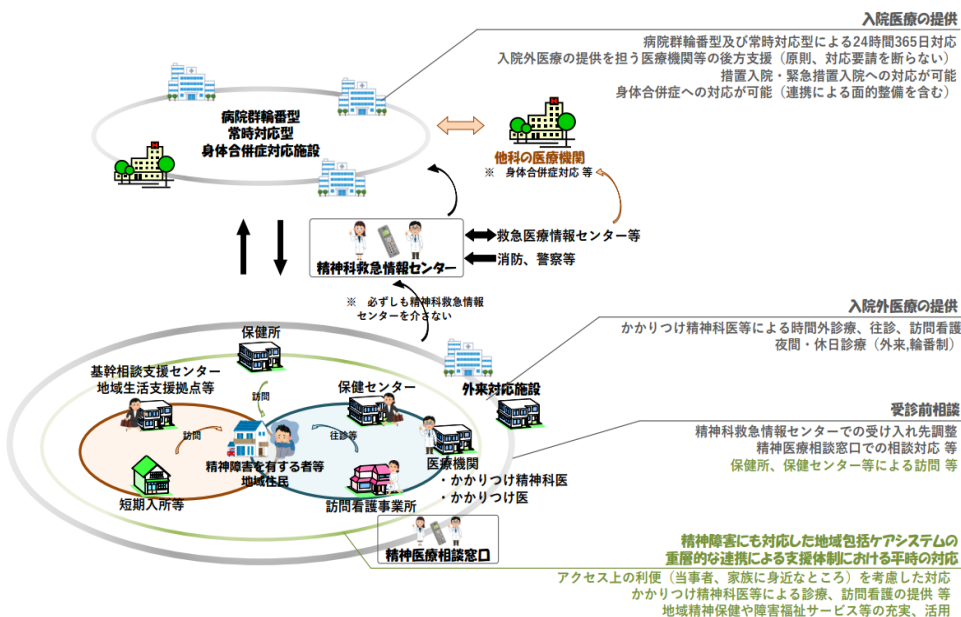 入院医療の提供
病院群輪番型及び常時対応型による24時間365日対応
入院外医療の提供を担う医療機関等の後方支援（原則、対応要請を断らない）
措置入院・緊急措置入院への対応が可能
身体合併症への対応が可能（連携による面的整備を含む）
病院群輪番型
常時対応型
身体合併症対応施設
他科の医療機関
※　身体合併症対応 等
精神科救急情報センター
救急医療情報センター等
消防、警察等
※　必ずしも精神科救急情報
センターを介さない
入院外医療の提供
かかりつけ精神科医等による時間外診療、往診、訪問看護
夜間・休日診療（外来,輪番制）
保健所
基幹相談支援センター
地域生活支援拠点等
訪問
保健センター
外来対応施設
訪問
往診等
精神障害を有する者等
地域住民
医療機関
・かかりつけ精神科医
・かかりつけ医
短期入所等
訪問看護事業所
精神医療相談窓口
受診前相談
精神科救急情報センターでの受け入れ先調整
精神医療相談窓口での相談対応 等
保健所、保健センター等による訪問 等
精神障害にも対応した地域包括ケアシステムの
重層的な連携による支援体制における平時の対応
アクセス上の利便（当事者、家族に身近なところ）を考慮した対応
かかりつけ精神科医等による診療、訪問看護の提供 等
地域精神保健や障害福祉サービス等の充実、活用